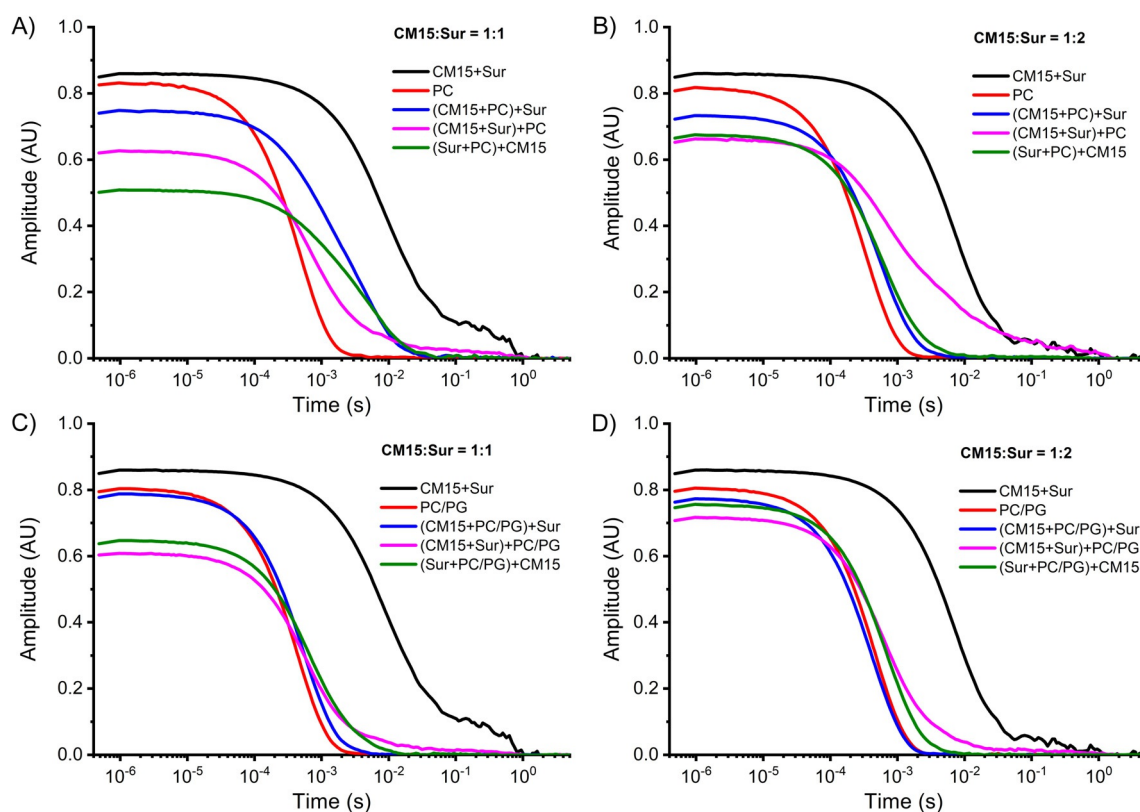 A)
CM15:Sur = 1:1
CM15+Sur
PC
(CM15+PC)+Sur
(CM15+Sur)+PC
(Sur+PC)+CM15
Amplitude (AU)
1.0
0.8
0.6
0.4
0.2
0.0
10⁻⁶ 10⁻⁵ 10⁻⁴ 10⁻³ 10⁻² 10⁻¹ 10⁰
Time (s)
B)
CM15:Sur = 1:2
CM15+Sur
PC
(CM15+PC)+Sur
(CM15+Sur)+PC
(Sur+PC)+CM15
Amplitude (AU)
1.0
0.8
0.6
0.4
0.2
0.0
10⁻⁶ 10⁻⁵ 10⁻⁴ 10⁻³ 10⁻² 10⁻¹ 10⁰
Time (s)
C)
CM15:Sur = 1:1
CM15+Sur
PC/PG
(CM15+PC/PG)+Sur
(CM15+Sur)+PC/PG
(Sur+PC/PG)+CM15
Amplitude (AU)
1.0
0.8
0.6
0.4
0.2
0.0
10⁻⁶ 10⁻⁵ 10⁻⁴ 10⁻³ 10⁻² 10⁻¹ 10⁰
Time (s)
D)
CM15:Sur = 1:2
CM15+Sur
PC/PG
(CM15+PC/PG)+Sur
(CM15+Sur)+PC/PG
(Sur+PC/PG)+CM15
Amplitude (AU)
1.0
0.8
0.6
0.4
0.2
0.0
10⁻⁶ 10⁻⁵ 10⁻⁴ 10⁻³ 10⁻² 10⁻¹ 10⁰
Time (s)